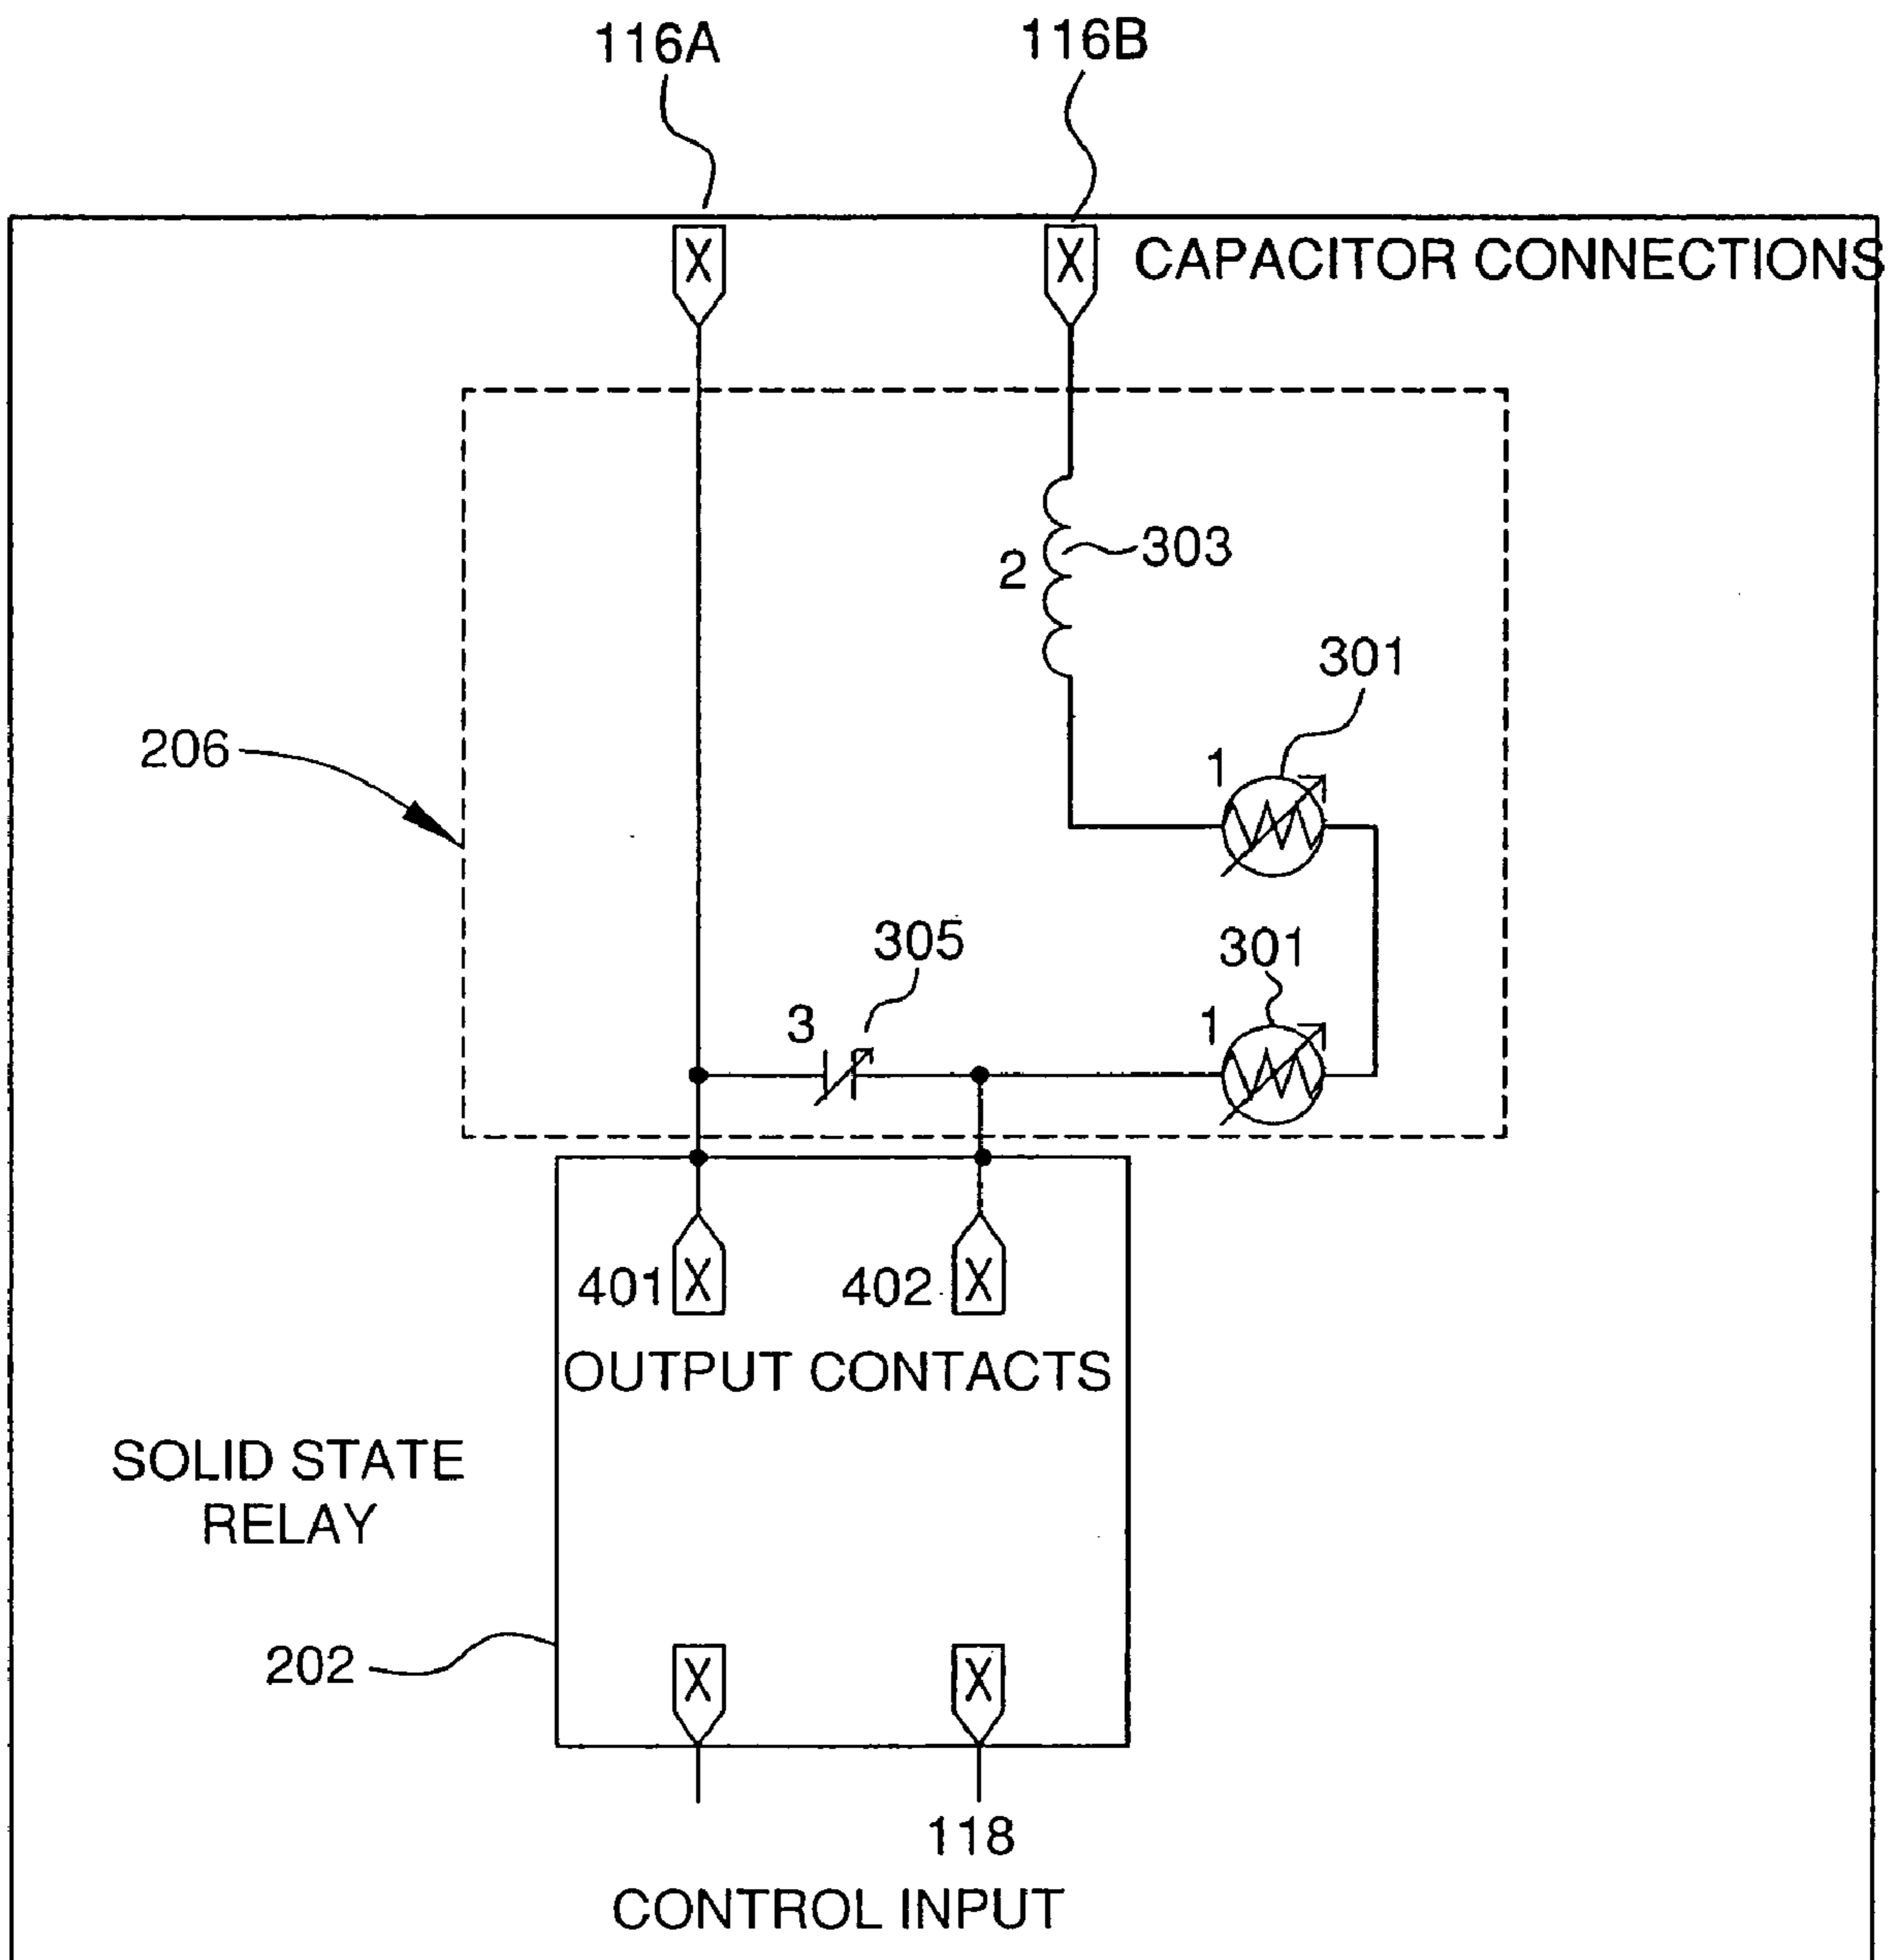 116A 116B
X X CAPACITOR CONNECTIONS
2 303
301
206 1
305 301
3 1
401 X 402 X
OUTPUT CONTACTS
SOLID STATE
RELAY
202 X X
118
CONTROL INPUT